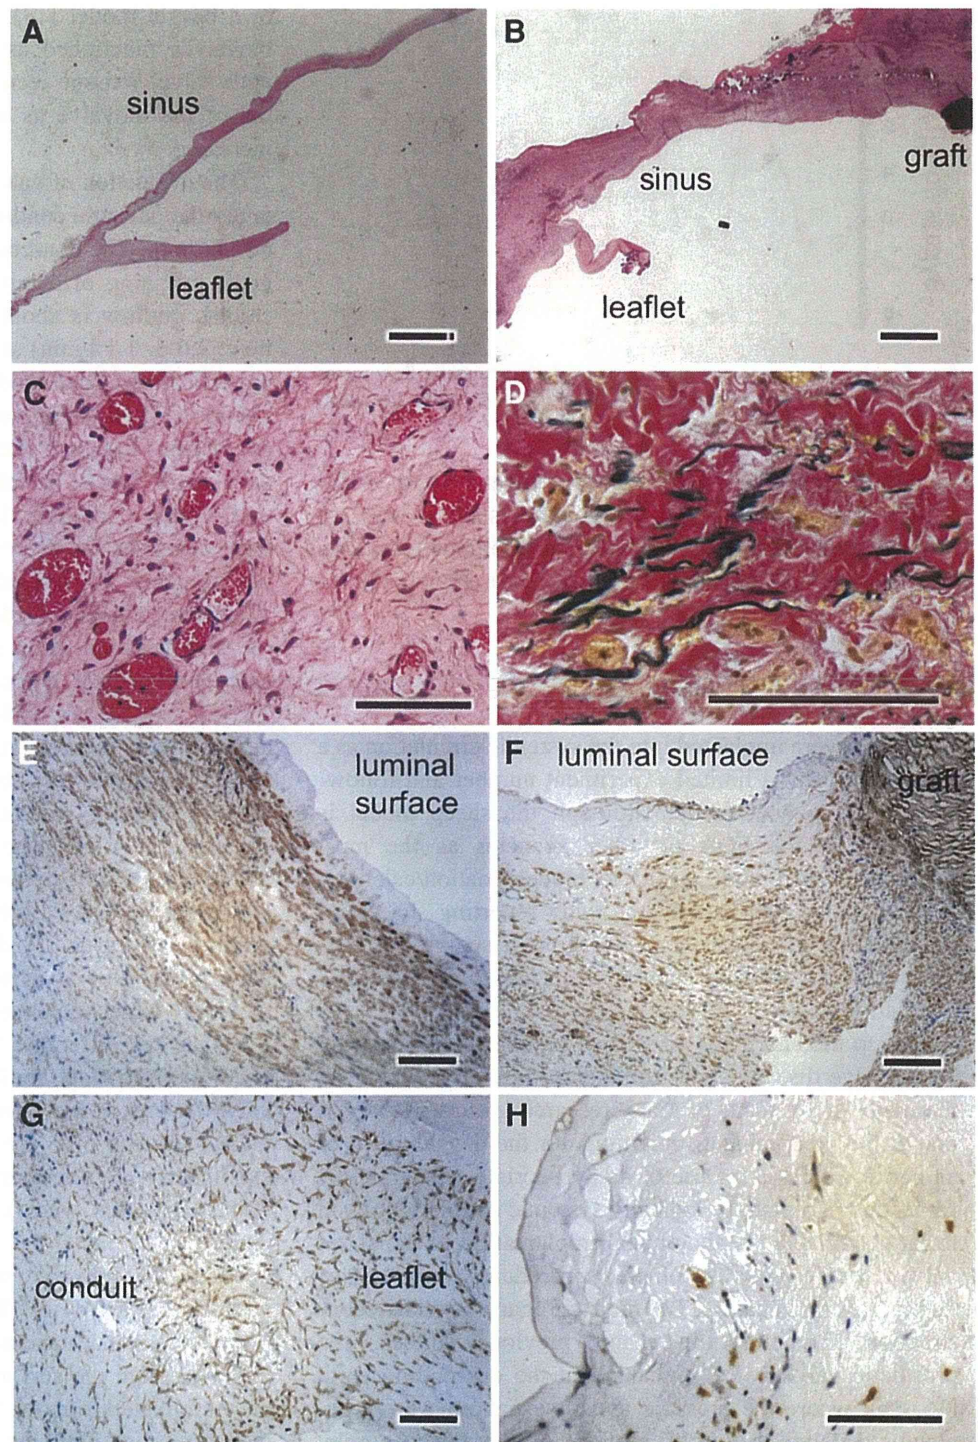 A
sinus
leaflet
B
sinus
graft
leaflet
C
D
E
luminal
surface
F
luminal surface
graft
G
conduit
leaflet
H